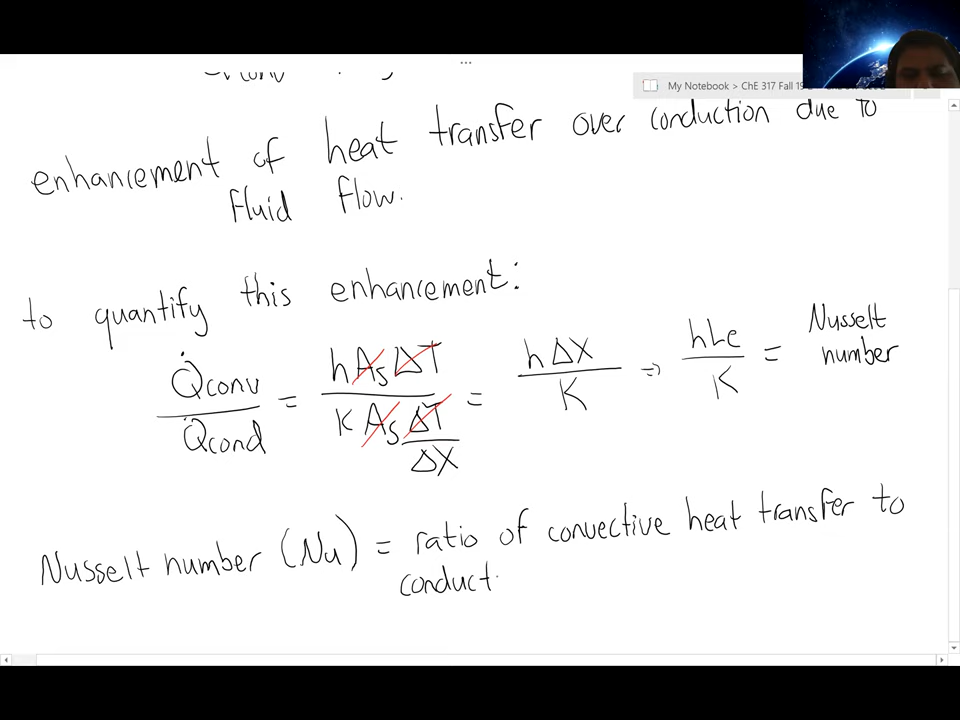 My Notebook > ChE 317 Fall 19
enhancement of heat transfer over conduction due to
fluid flow.
to quantify this enhancement:
Q̇conv / Q̇cond = hAsΔT / (KAsΔT/ΔX) = hΔX / K ⇒ hLc / K = Nusselt number
Nusselt number (Nu) = ratio of convective heat transfer to
conduct